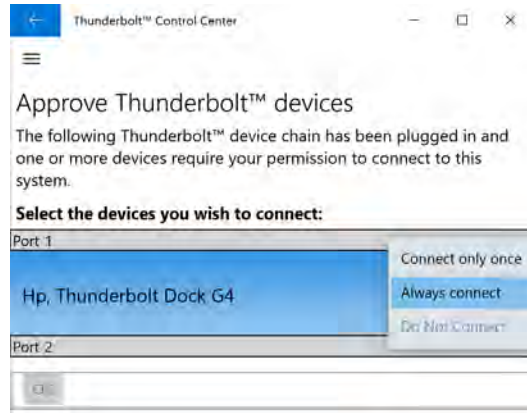 Thunderbolt™ Control Center
Approve Thunderbolt™ devices
The following Thunderbolt™ device chain has been plugged in and
one or more devices require your permission to connect to this
system.
Select the devices you wish to connect:
Port 1
Connect only once
Hp, Thunderbolt Dock G4
Always connect
Do Not Connect
Port 2